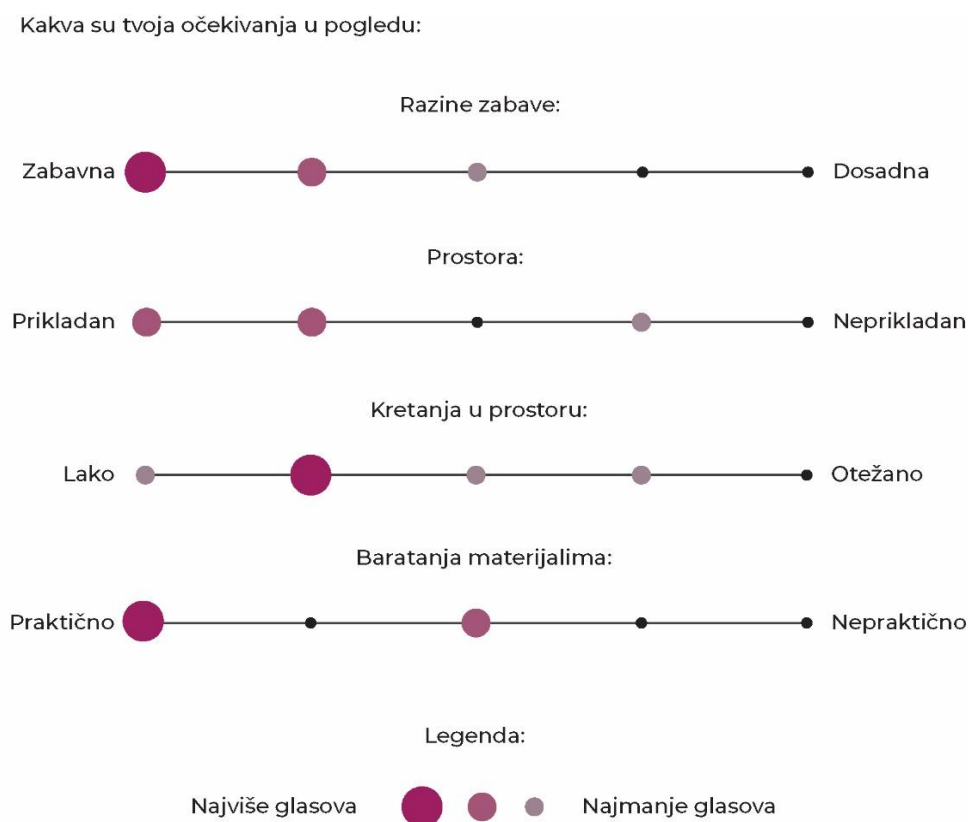 Kakva su tvoja očekivanja u pogledu:
Razine zabave:
Zabavna Dosadna
Prostora:
Prikladan Neprikladan
Kretanja u prostoru:
Lako Otežano
Baratanja materijalima:
Praktično Nepraktično
Legenda:
Najviše glasova Najmanje glasova